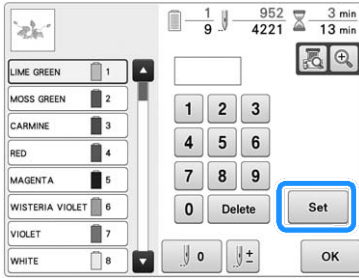 1 952 3 min
9 4221 13 min
LIME GREEN 1
MOSS GREEN 2
CARMINE 3
RED 4
MAGENTA 5
WISTERIA VIOLET 6
VIOLET 7
WHITE 8
1 2 3
4 5 6
7 8 9
0 Delete
Set
0 ± OK